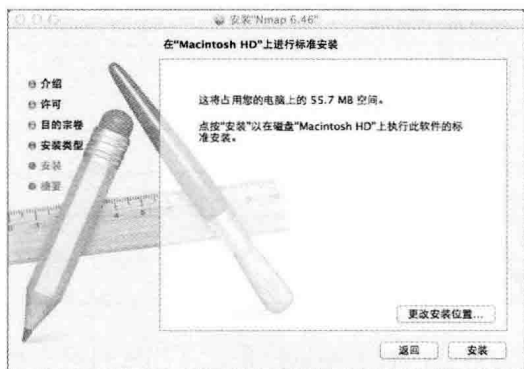 安装"Nmap 6.46"
在"Macintosh HD"上进行标准安装
介绍
许可
目的宗卷
安装类型
安装
摘要
这将占用您的电脑上的 55.7 MB 空间。
点按"安装"以在磁盘"Macintosh HD"上执行此软件的标
准安装。
更改安装位置...
返回
安装